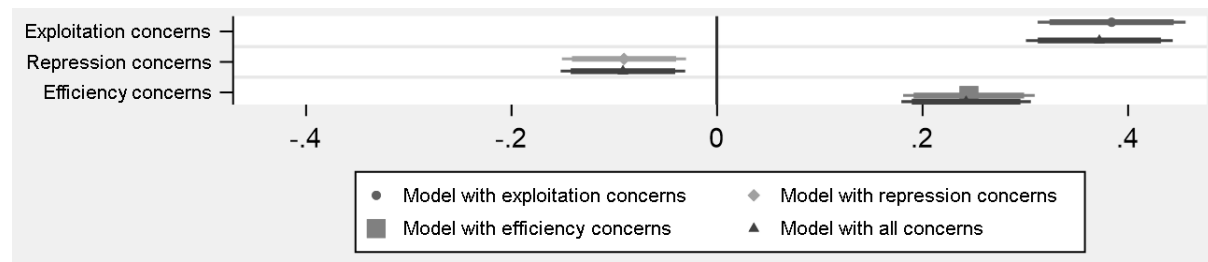 Exploitation concerns
Repression concerns
Efficiency concerns
-.4 -.2 0 .2 .4
Model with exploitation concerns Model with repression concerns
Model with efficiency concerns Model with all concerns